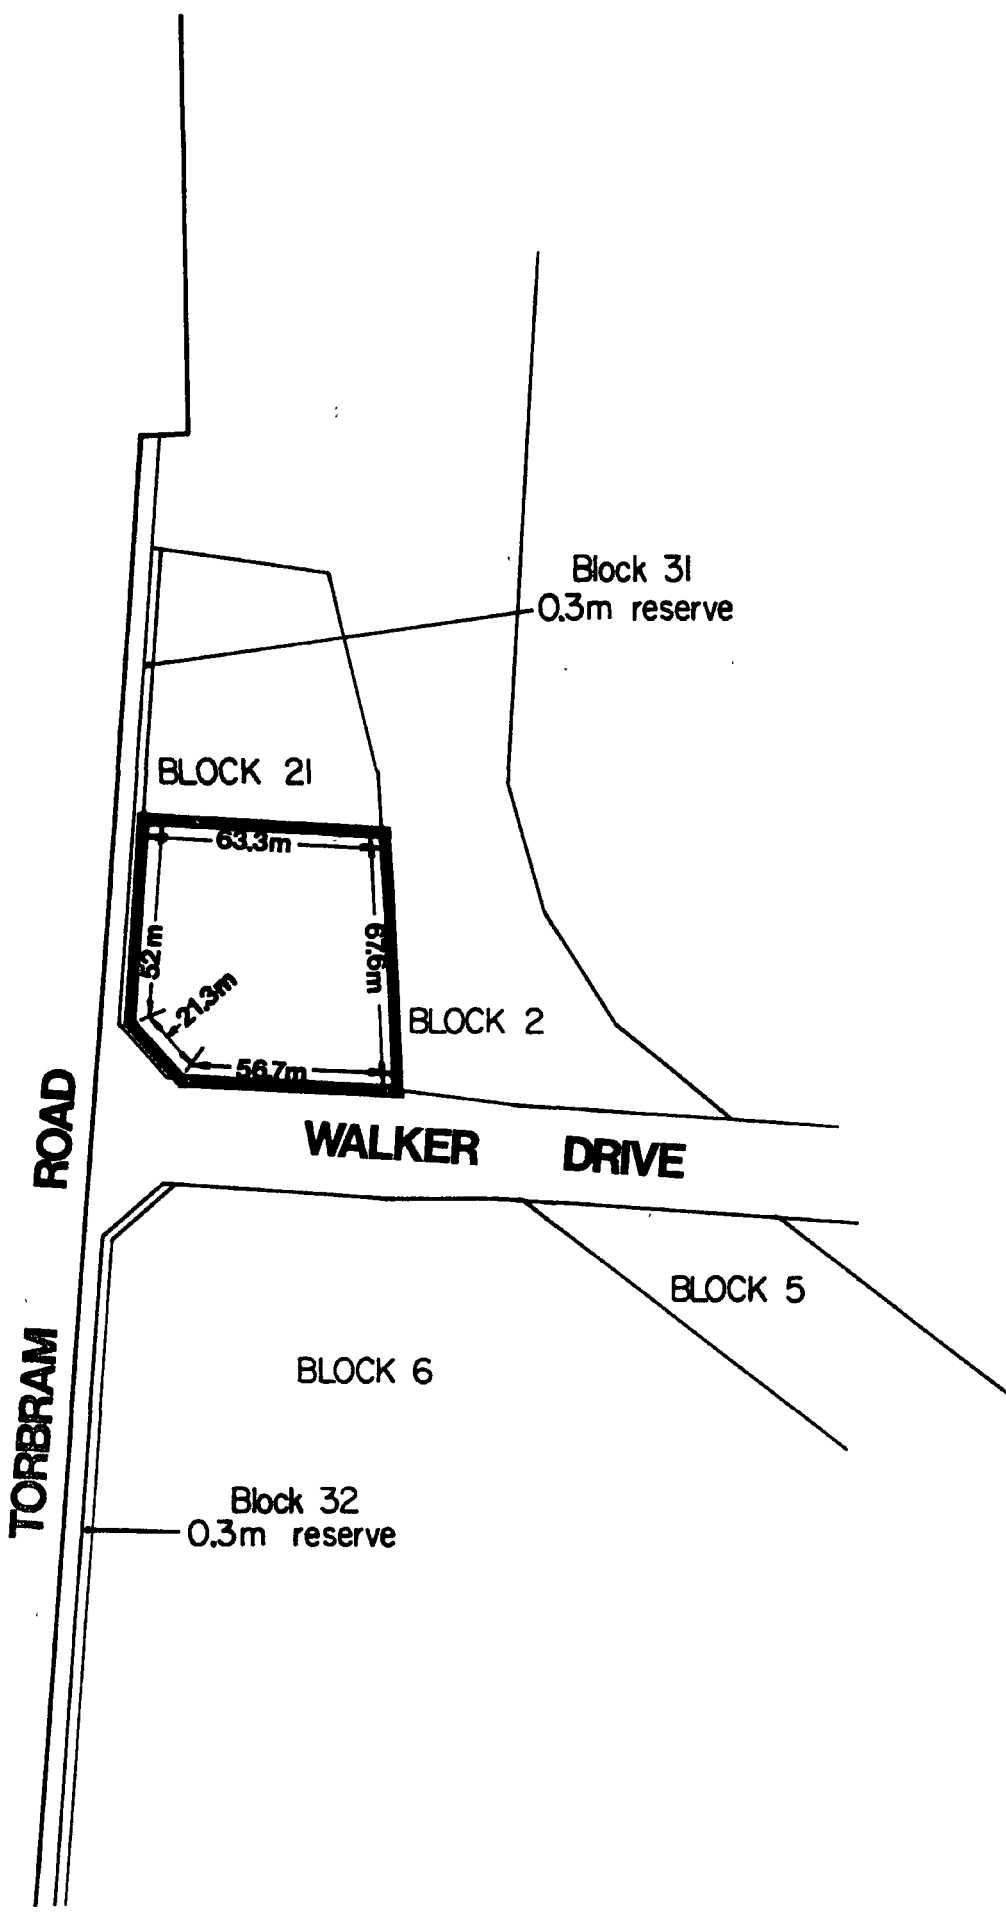 Block 31
0.3m reserve
BLOCK 21
63.3m
52m
67.6m
21.3m
56.7m
BLOCK 2
WALKER DRIVE
TORBRAM ROAD
BLOCK 5
BLOCK 6
Block 32
0.3m reserve